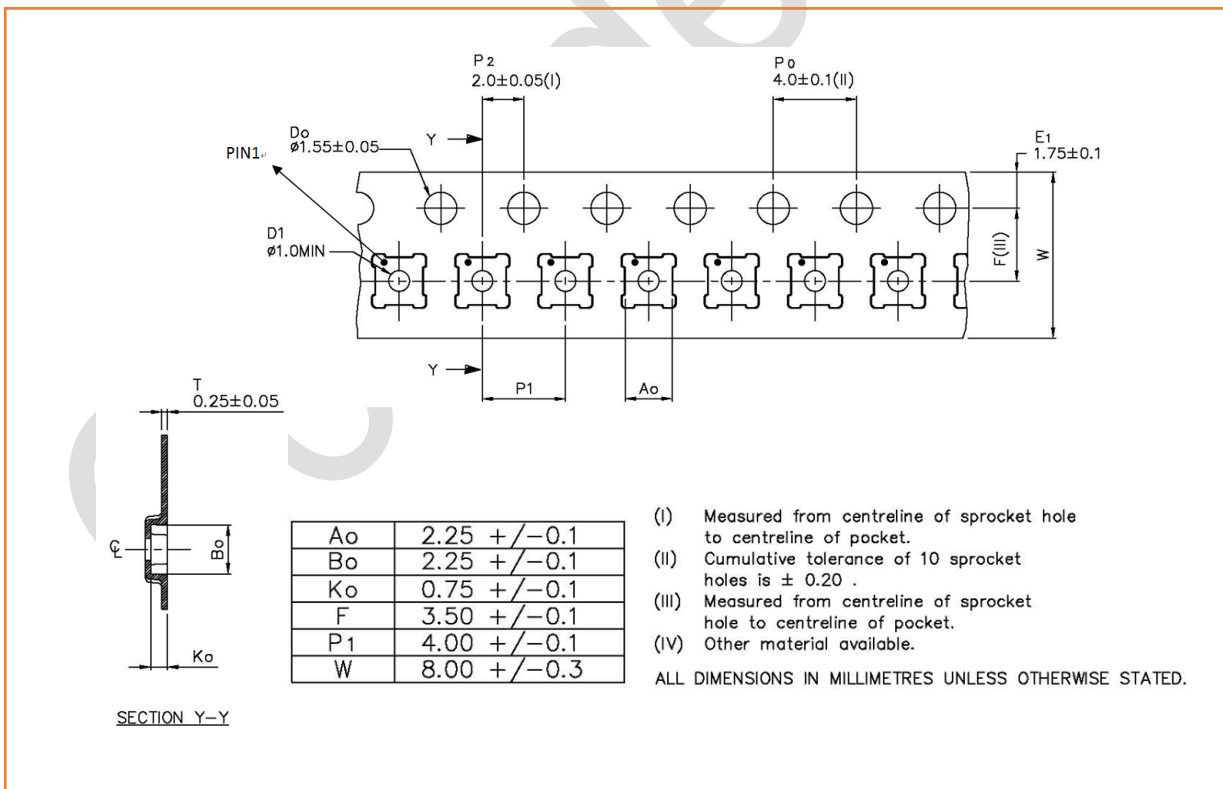 P2
2.0±0.05(I)
Po
4.0±0.1(II)
Do
ø1.55±0.05
Y
E1
1.75±0.1
PIN1
D1
ø1.0MIN
F(III)
W
Y
P1
Ao
T
0.25±0.05
℄
Bo
Ko
SECTION Y–Y
Ao 2.25 +/-0.1
Bo 2.25 +/-0.1
Ko 0.75 +/-0.1
F 3.50 +/-0.1
P1 4.00 +/-0.1
W 8.00 +/-0.3
(I) Measured from centreline of sprocket hole
to centreline of pocket.
(II) Cumulative tolerance of 10 sprocket
holes is ± 0.20 .
(III) Measured from centreline of sprocket
hole to centreline of pocket.
(IV) Other material available.
ALL DIMENSIONS IN MILLIMETRES UNLESS OTHERWISE STATED.